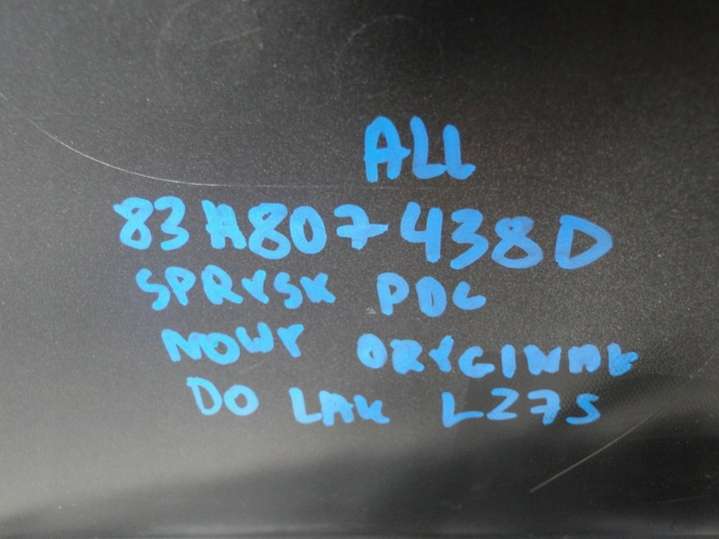 ALL
83A807438D
SPRYSK PDC
NOWY ORYGINAŁ
DO LAK LZ7S